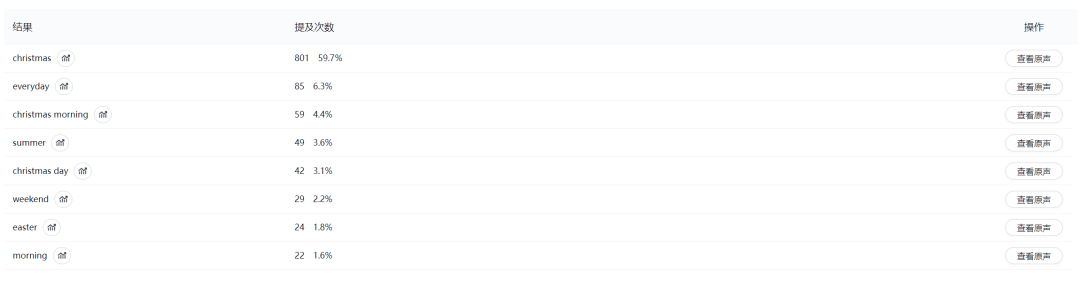 结果 提及次数 操作
christmas 801 59.7% 查看原声
everyday 85 6.3% 查看原声
christmas morning 59 4.4% 查看原声
summer 49 3.6% 查看原声
christmas day 42 3.1% 查看原声
weekend 29 2.2% 查看原声
easter 24 1.8% 查看原声
morning 22 1.6% 查看原声